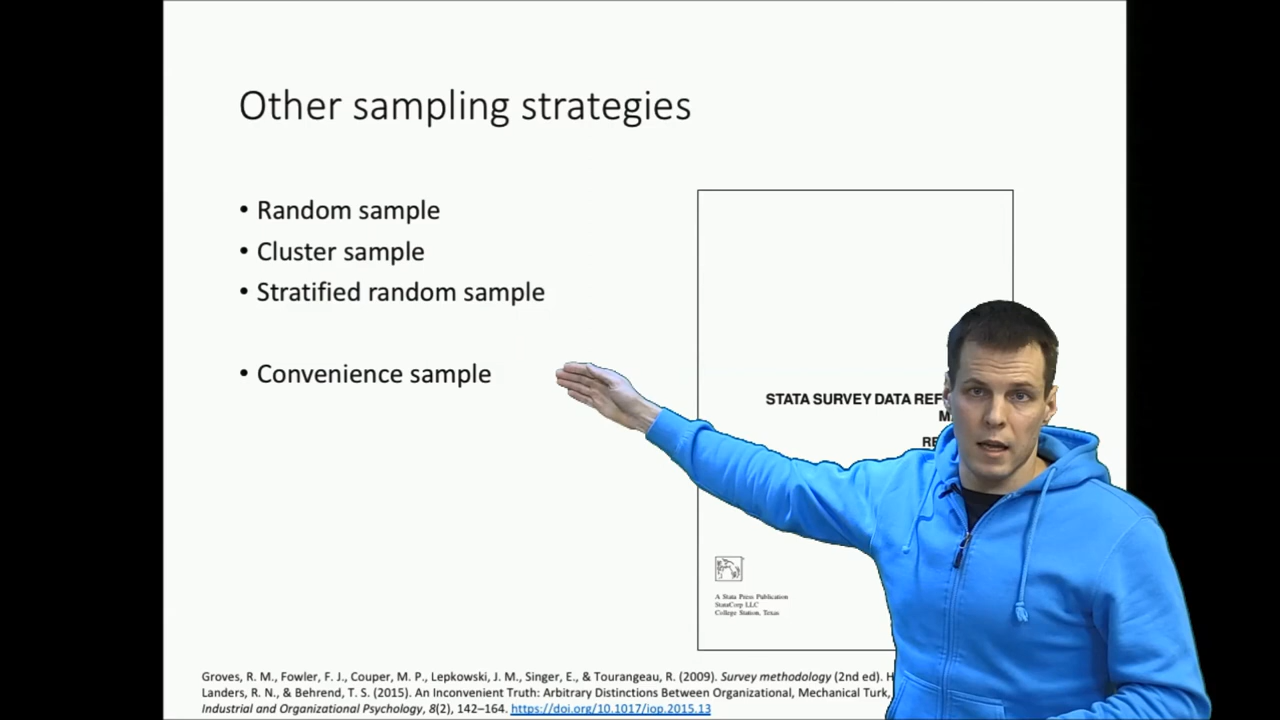 Other sampling strategies
• Random sample
• Cluster sample
• Stratified random sample
• Convenience sample
STATA SURVEY DATA
A Stata Press Publication
StataCorp LLC
College Station, Texas
Groves, R. M., Fowler, F. J., Couper, M. P., Lepkowski, J. M., Singer, E., & Tourangeau, R. (2009). Survey methodology (2nd ed).
Landers, R. N., & Behrend, T. S. (2015). An Inconvenient Truth: Arbitrary Distinctions Between Organizational, Mechanical Turk,
Industrial and Organizational Psychology, 8(2), 142–164. https://doi.org/10.1017/iop.2015.13